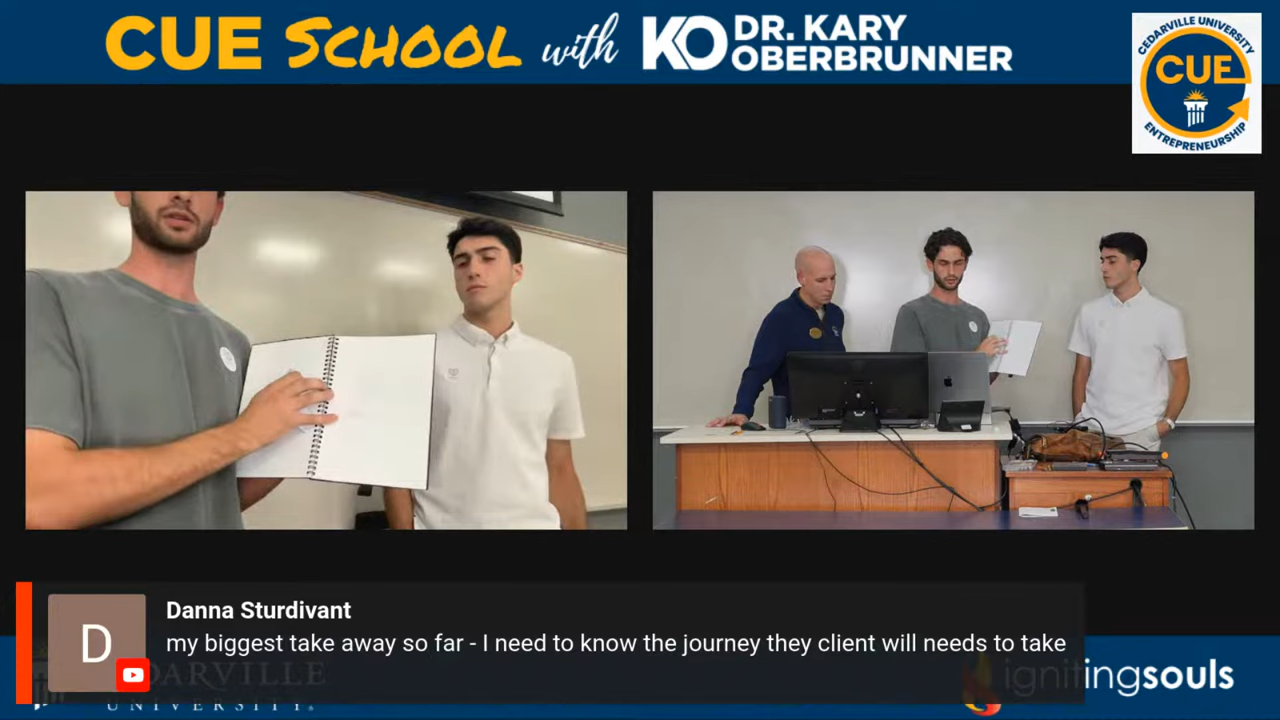 CUE SCHOOL with KO DR. KARY
OBERBRUNNER
CEDARVILLE UNIVERSITY
CUE
ENTREPRENEURSHIP
D
Danna Sturdivant
my biggest take away so far - I need to know the journey they client will needs to take
DARVILLE
UNIVERSITY.
ignitingsouls